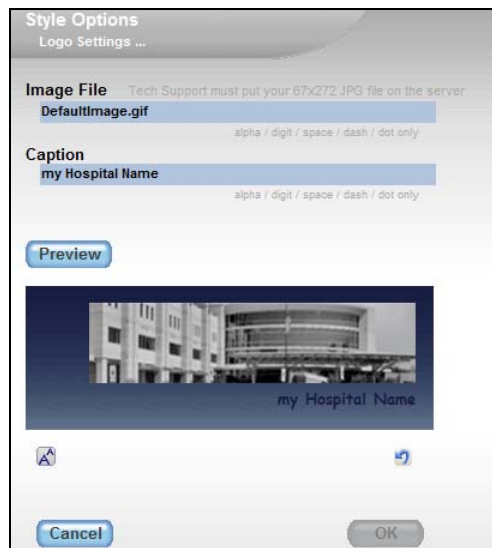 Style Options
Logo Settings ...
Image File Tech Support must put your 67x272 JPG file on the server
DefaultImage.gif
alpha / digit / space / dash / dot only
Caption
my Hospital Name
alpha / digit / space / dash / dot only
Preview
my Hospital Name
AA
Cancel OK